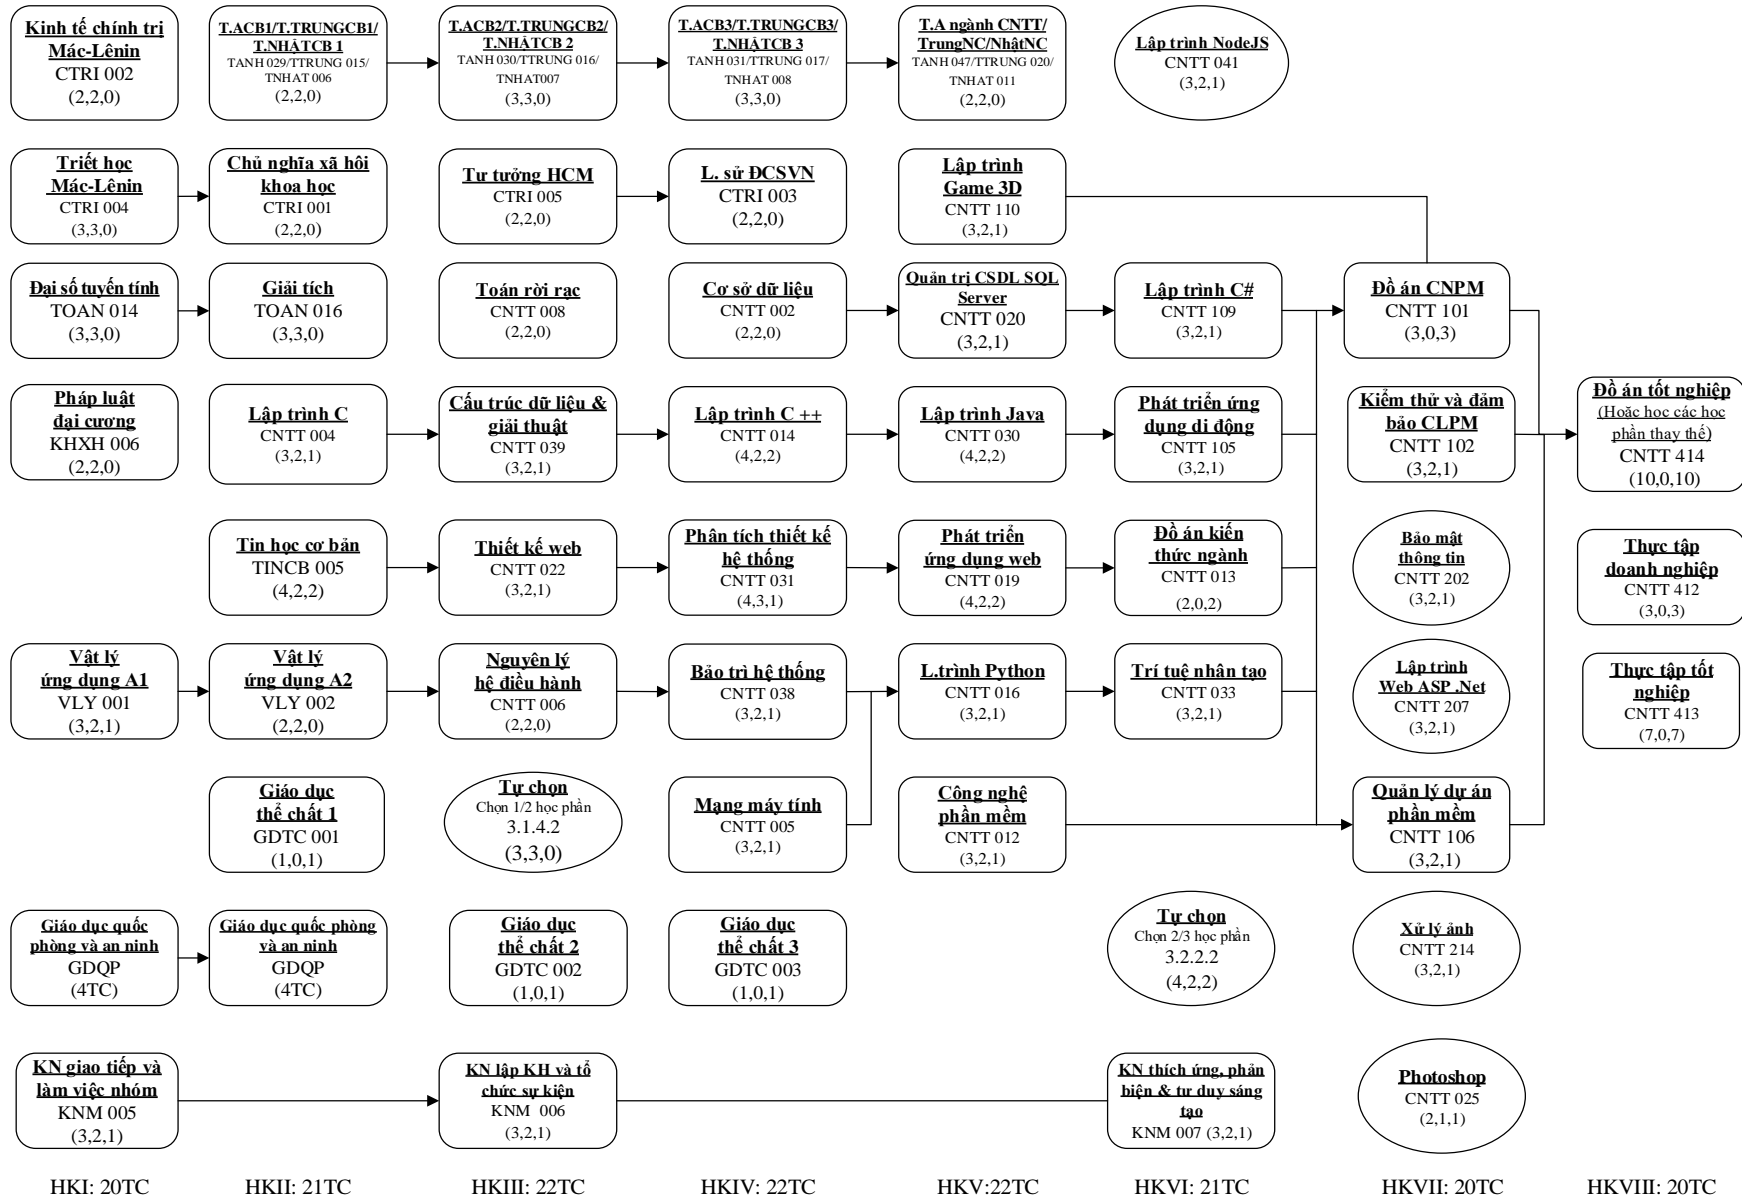 Kinh tế chính trị
Mác-Lênin
CTRI 002
(2,2,0)
T.ACB1/T.TRUNGCB1/
T.NHẬTCB 1
TANH 029/TTRUNG 015/
TNHAT 006
(2,2,0)
T.ACB2/T.TRUNGCB2/
T.NHẬTCB 2
TANH 030/TTRUNG 016/
TNHAT007
(3,3,0)
T.ACB3/T.TRUNGCB3/
T.NHẬTCB 3
TANH 031/TTRUNG 017/
TNHAT 008
(3,3,0)
T.A ngành CNTT/
TrungNC/NhậtNC
TANH 047/TTRUNG 020/
TNHAT 011
(2,2,0)
Lập trình NodeJS
CNTT 041
(3,2,1)
Triết học
Mác-Lênin
CTRI 004
(3,3,0)
Chủ nghĩa xã hôi
khoa học
CTRI 001
(2,2,0)
Tư tưởng HCM
CTRI 005
(2,2,0)
L. sử ĐCSVN
CTRI 003
(2,2,0)
Lập trình
Game 3D
CNTT 110
(3,2,1)
Đại số tuyến tính
TOAN 014
(3,3,0)
Giải tích
TOAN 016
(3,3,0)
Toán rời rạc
CNTT 008
(2,2,0)
Cơ sở dữ liệu
CNTT 002
(2,2,0)
Quản trị CSDL SQL
Server
CNTT 020
(3,2,1)
Lập trình C#
CNTT 109
(3,2,1)
Đồ án CNPM
CNTT 101
(3,0,3)
Pháp luật
đại cương
KHXH 006
(2,2,0)
Lập trình C
CNTT 004
(3,2,1)
Cấu trúc dữ liệu &
giải thuật
CNTT 039
(3,2,1)
Lập trình C ++
CNTT 014
(4,2,2)
Lập trình Java
CNTT 030
(4,2,2)
Phát triển ứng
dụng di động
CNTT 105
(3,2,1)
Kiểm thử và đảm
bảo CLPM
CNTT 102
(3,2,1)
Đồ án tốt nghiệp
(Hoặc học các học
phần thay thế)
CNTT 414
(10,0,10)
Tin học cơ bản
TINCB 005
(4,2,2)
Thiết kế web
CNTT 022
(3,2,1)
Phân tích thiết kế
hệ thống
CNTT 031
(4,3,1)
Phát triển
ứng dụng web
CNTT 019
(4,2,2)
Đồ án kiến
thức ngành
CNTT 013
(2,0,2)
Bảo mật
thông tin
CNTT 202
(3,2,1)
Thực tập
doanh nghiệp
CNTT 412
(3,0,3)
Vật lý
ứng dụng A1
VLY 001
(3,2,1)
Vật lý
ứng dụng A2
VLY 002
(2,2,0)
Nguyên lý
hệ điều hành
CNTT 006
(2,2,0)
Bảo trì hệ thống
CNTT 038
(3,2,1)
L.trình Python
CNTT 016
(3,2,1)
Trí tuệ nhân tạo
CNTT 033
(3,2,1)
Lập trình
Web ASP .Net
CNTT 207
(3,2,1)
Thực tập tốt
nghiệp
CNTT 413
(7,0,7)
Giáo dục
thể chất 1
GDTC 001
(1,0,1)
Tự chọn
Chọn 1/2 học phần
3.1.4.2
(3,3,0)
Mạng máy tính
CNTT 005
(3,2,1)
Công nghệ
phần mềm
CNTT 012
(3,2,1)
Quản lý dự án
phần mềm
CNTT 106
(3,2,1)
Giáo dục quốc
phòng và an ninh
GDQP
(4TC)
Giáo dục quốc phòng
và an ninh
GDQP
(4TC)
Giáo dục
thể chất 2
GDTC 002
(1,0,1)
Giáo dục
thể chất 3
GDTC 003
(1,0,1)
Tự chọn
Chọn 2/3 học phần
3.2.2.2
(4,2,2)
Xử lý ảnh
CNTT 214
(3,2,1)
KN giao tiếp và
làm việc nhóm
KNM 005
(3,2,1)
KN lập KH và tổ
chức sự kiện
KNM 006
(3,2,1)
KN thích ứng, phản
biện & tư duy sáng
tạo
KNM 007 (3,2,1)
Photoshop
CNTT 025
(2,1,1)
HKI: 20TC
HKII: 21TC
HKIII: 22TC
HKIV: 22TC
HKV:22TC
HKVI: 21TC
HKVII: 20TC
HKVIII: 20TC